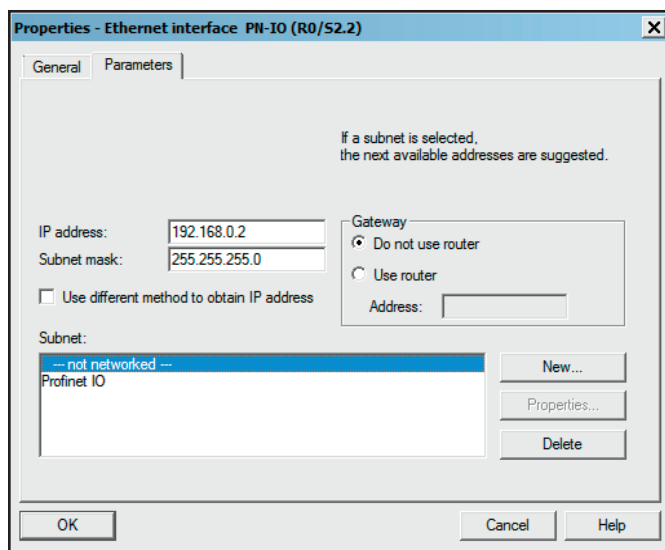 Properties - Ethernet interface PN-IO (R0/S2.2)
General
Parameters
If a subnet is selected,
the next available addresses are suggested.
IP address:
192.168.0.2
Subnet mask:
255.255.255.0
Use different method to obtain IP address
Gateway
Do not use router
Use router
Address:
Subnet:
--- not networked ---
Profinet IO
New...
Properties...
Delete
OK
Cancel
Help